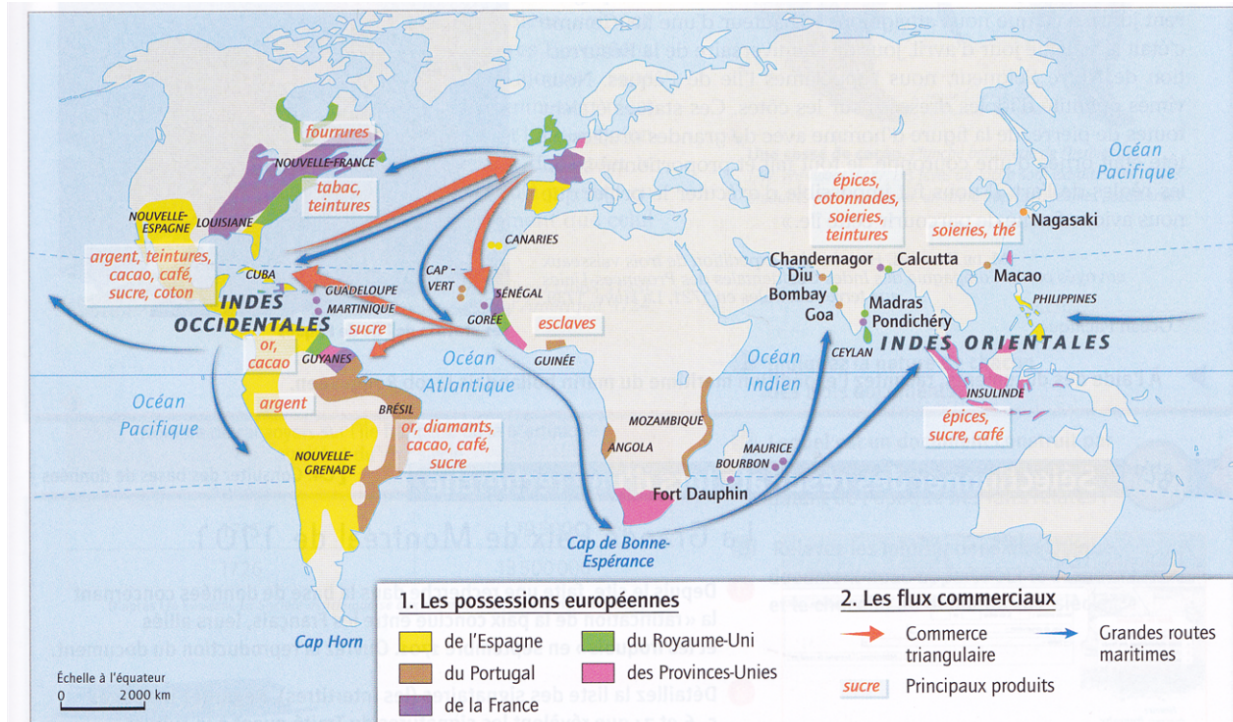 fourrures
NOUVELLE-FRANCE
tabac,
teintures
NOUVELLE-
ESPAGNE
LOUISIANE
argent, teintures,
cacao, café,
sucre, coton
CUBA
INDES
OCCIDENTALES
GUADELOUPE
MARTINIQUE
sucre
or,
cacao
GUYANES
argent
BRÉSIL
or, diamants,
cacao, café,
sucre
NOUVELLE-
GRENADE
Océan
Pacifique
Océan
Atlantique
CANARIES
CAP-
VERT
SÉNÉGAL
GORÉE
esclaves
GUINÉE
ANGOLA
MOZAMBIQUE
MAURICE
BOURBON
Fort Dauphin
Cap de Bonne-
Espérance
Océan
Indien
épices,
cotonnades,
soieries,
teintures
Chandernagor
Calcutta
Diu
Bombay
Goa
Madras
Pondichéry
CEYLAN
INDES ORIENTALES
soieries, thé
Nagasaki
Macao
PHILIPPINES
INSULINDE
épices,
sucre, café
Océan
Pacifique
Cap Horn
Échelle à l'équateur
0 2 000 km
1. Les possessions européennes
de l'Espagne
du Portugal
de la France
du Royaume-Uni
des Provinces-Unies
2. Les flux commerciaux
Commerce
triangulaire
Grandes routes
maritimes
sucre Principaux produits